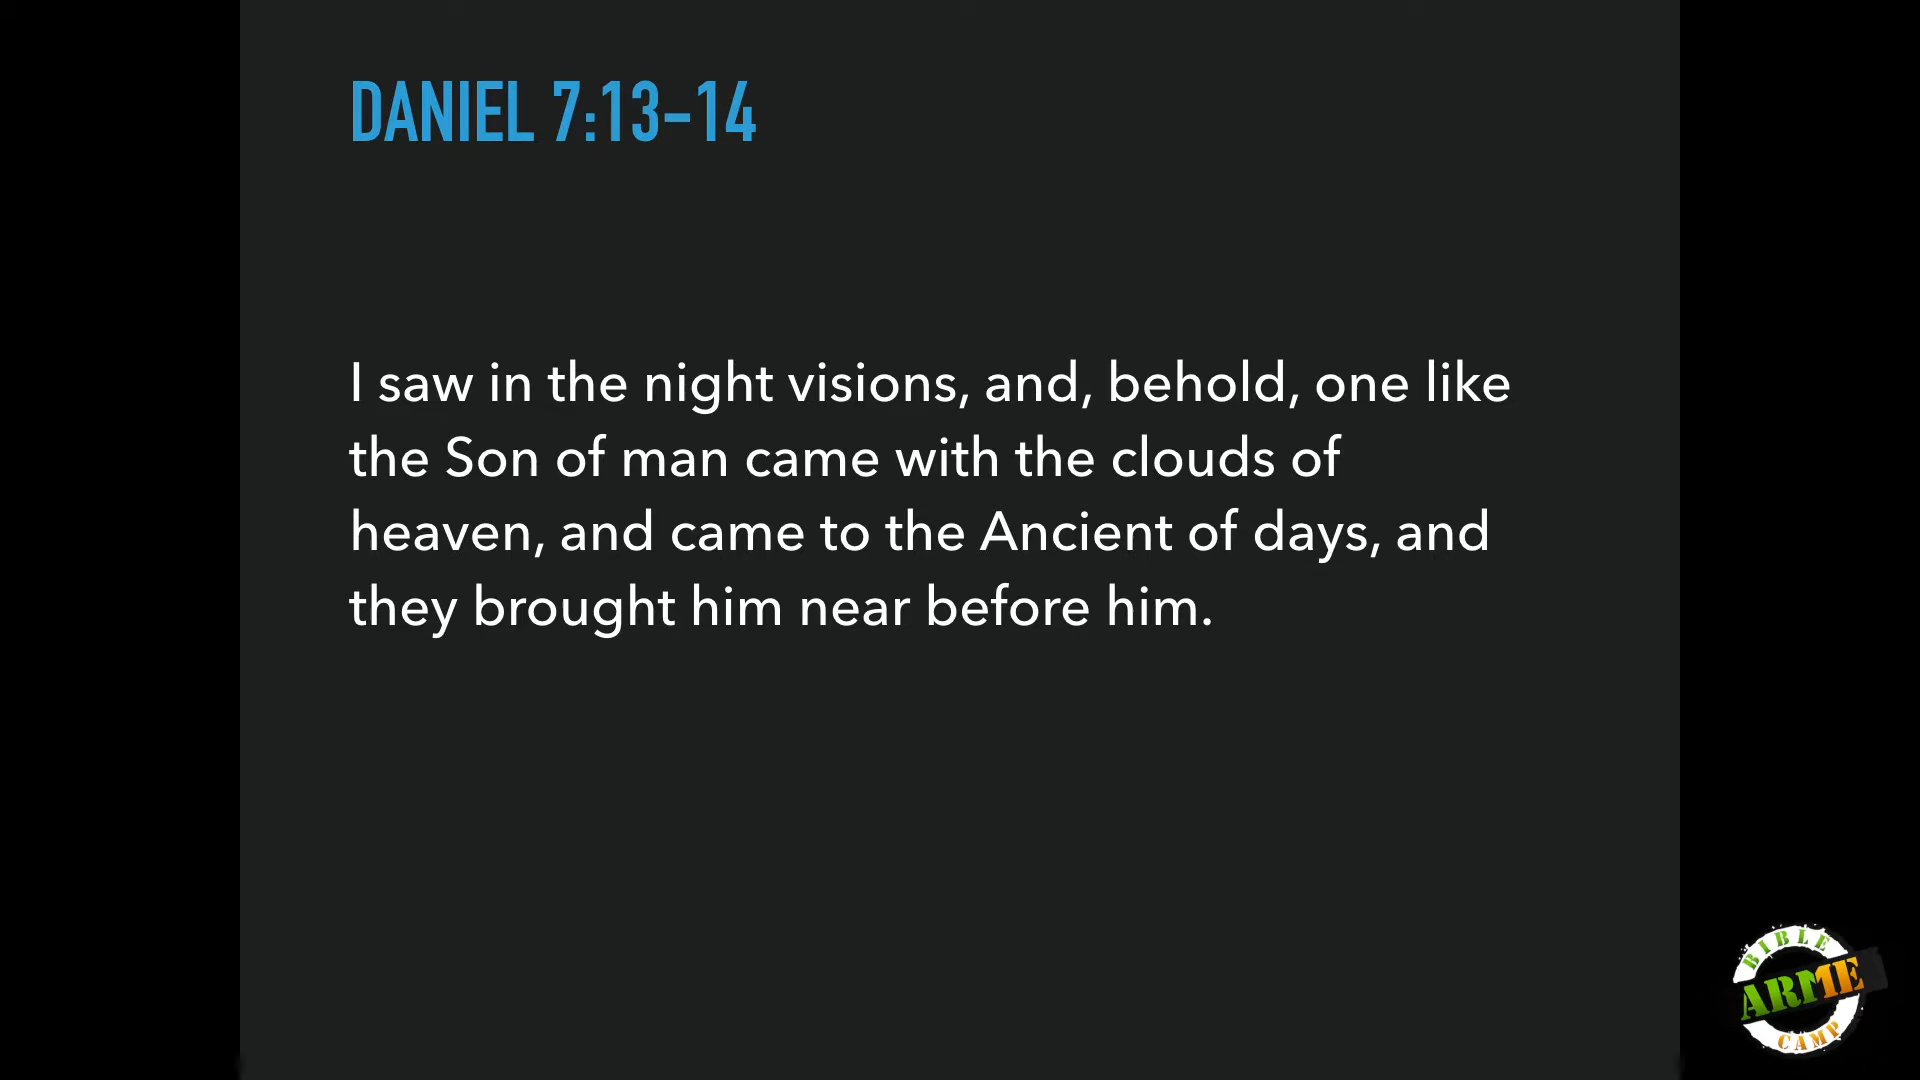 DANIEL 7:13–14
I saw in the night visions, and, behold, one like
the Son of man came with the clouds of
heaven, and came to the Ancient of days, and
they brought him near before him.
BIBLE
ARME
CAMP